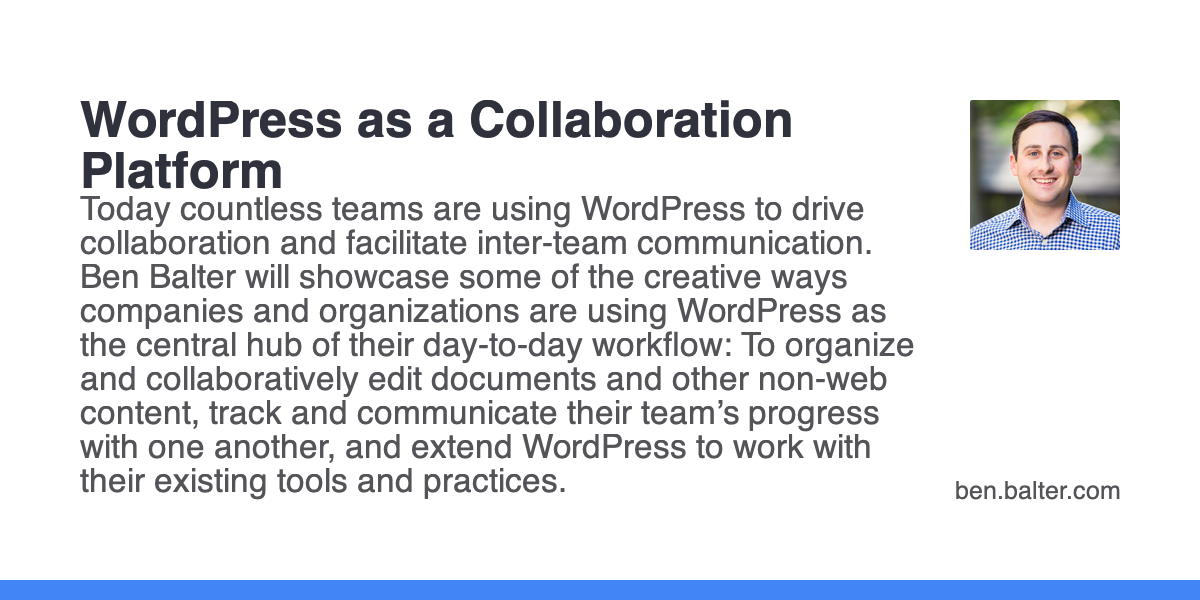 WordPress as a Collaboration
Platform
Today countless teams are using WordPress to drive
collaboration and facilitate inter-team communication.
Ben Balter will showcase some of the creative ways
companies and organizations are using WordPress as
the central hub of their day-to-day workflow: To organize
and collaboratively edit documents and other non-web
content, track and communicate their team’s progress
with one another, and extend WordPress to work with
their existing tools and practices.
ben.balter.com